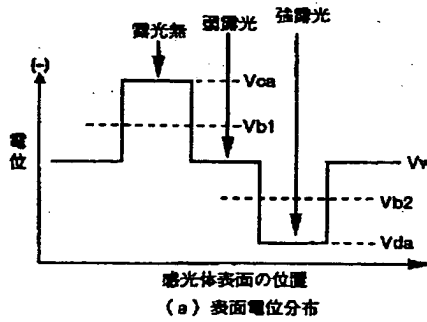 露光無
弱露光
強露光
(-)
Vca
Vb1
電位
Vw
Vb2
Vda
感光体表面の位置
(a) 表面電位分布